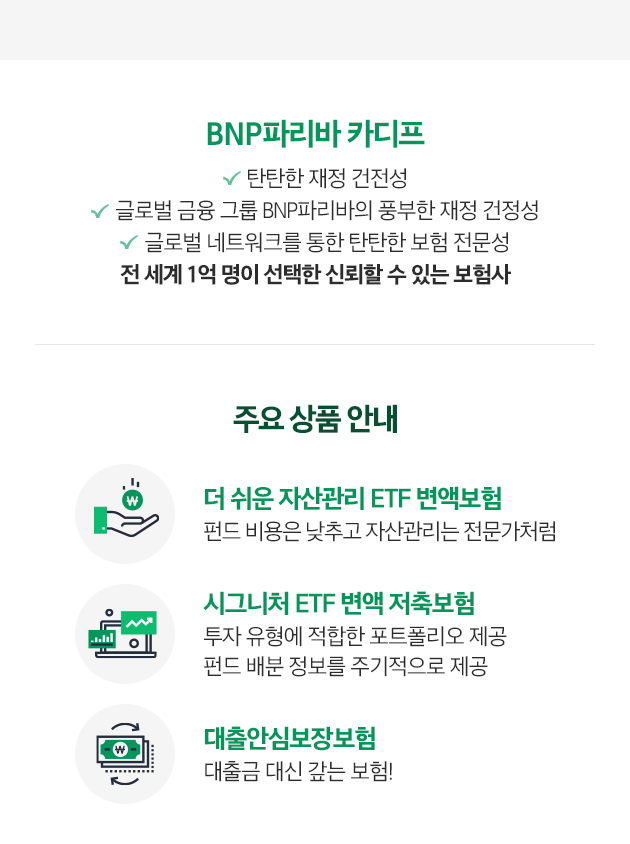 BNP파리바 카디프
탄탄한 재정 건전성
글로벌 금융 그룹 BNP파리바의 풍부한 재정 건정성
글로벌 네트워크를 통한 탄탄한 보험 전문성
전 세계 1억 명이 선택한 신뢰할 수 있는 보험사
주요 상품 안내
더 쉬운 자산관리 ETF 변액보험
펀드 비용은 낮추고 자산관리는 전문가처럼
시그니처 ETF 변액 저축보험
투자 유형에 적합한 포트폴리오 제공
펀드 배분 정보를 주기적으로 제공
대출안심보장보험
대출금 대신 갚는 보험!